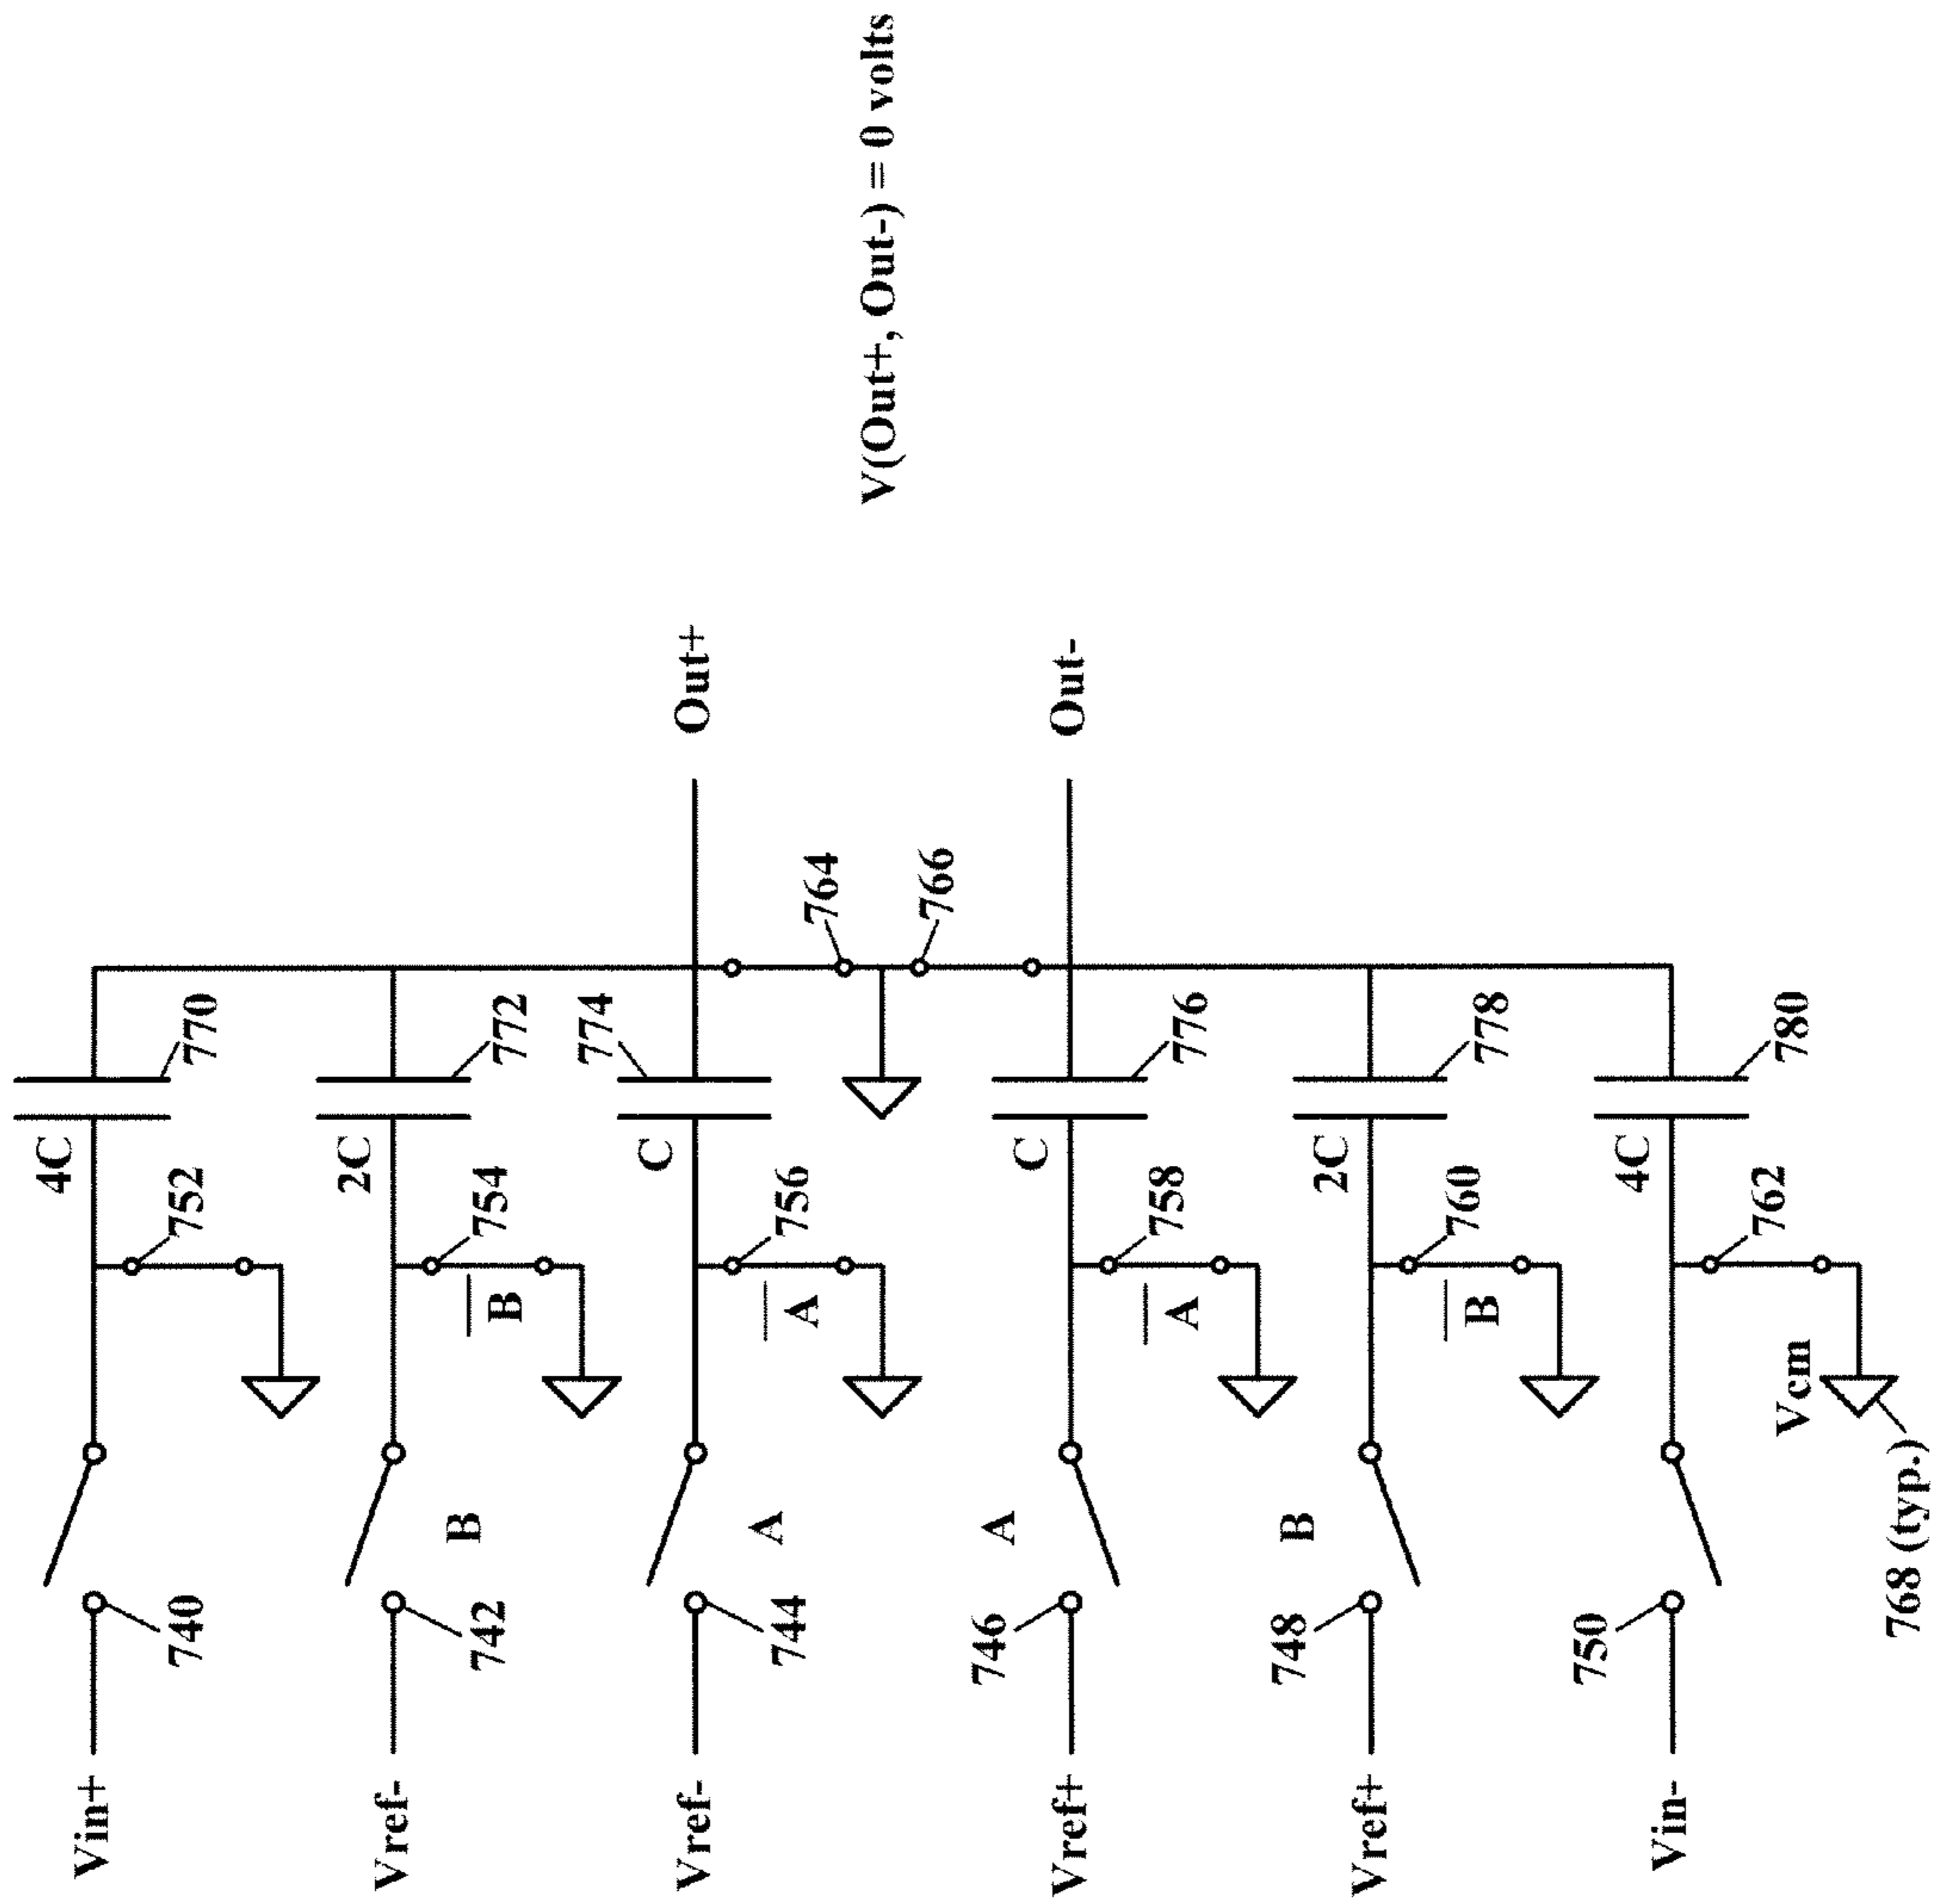 Vin+
740
752
4C
770
Vref-
742
B
B
754
2C
772
Vref-
744
A
A
756
C
774
Out+
764
766
V(Out+, Out-) = 0 volts
Vref+
746
A
A
758
C
776
Out-
Vref+
748
B
B
760
2C
778
Vin-
750
762
4C
780
Vcm
768 (typ.)